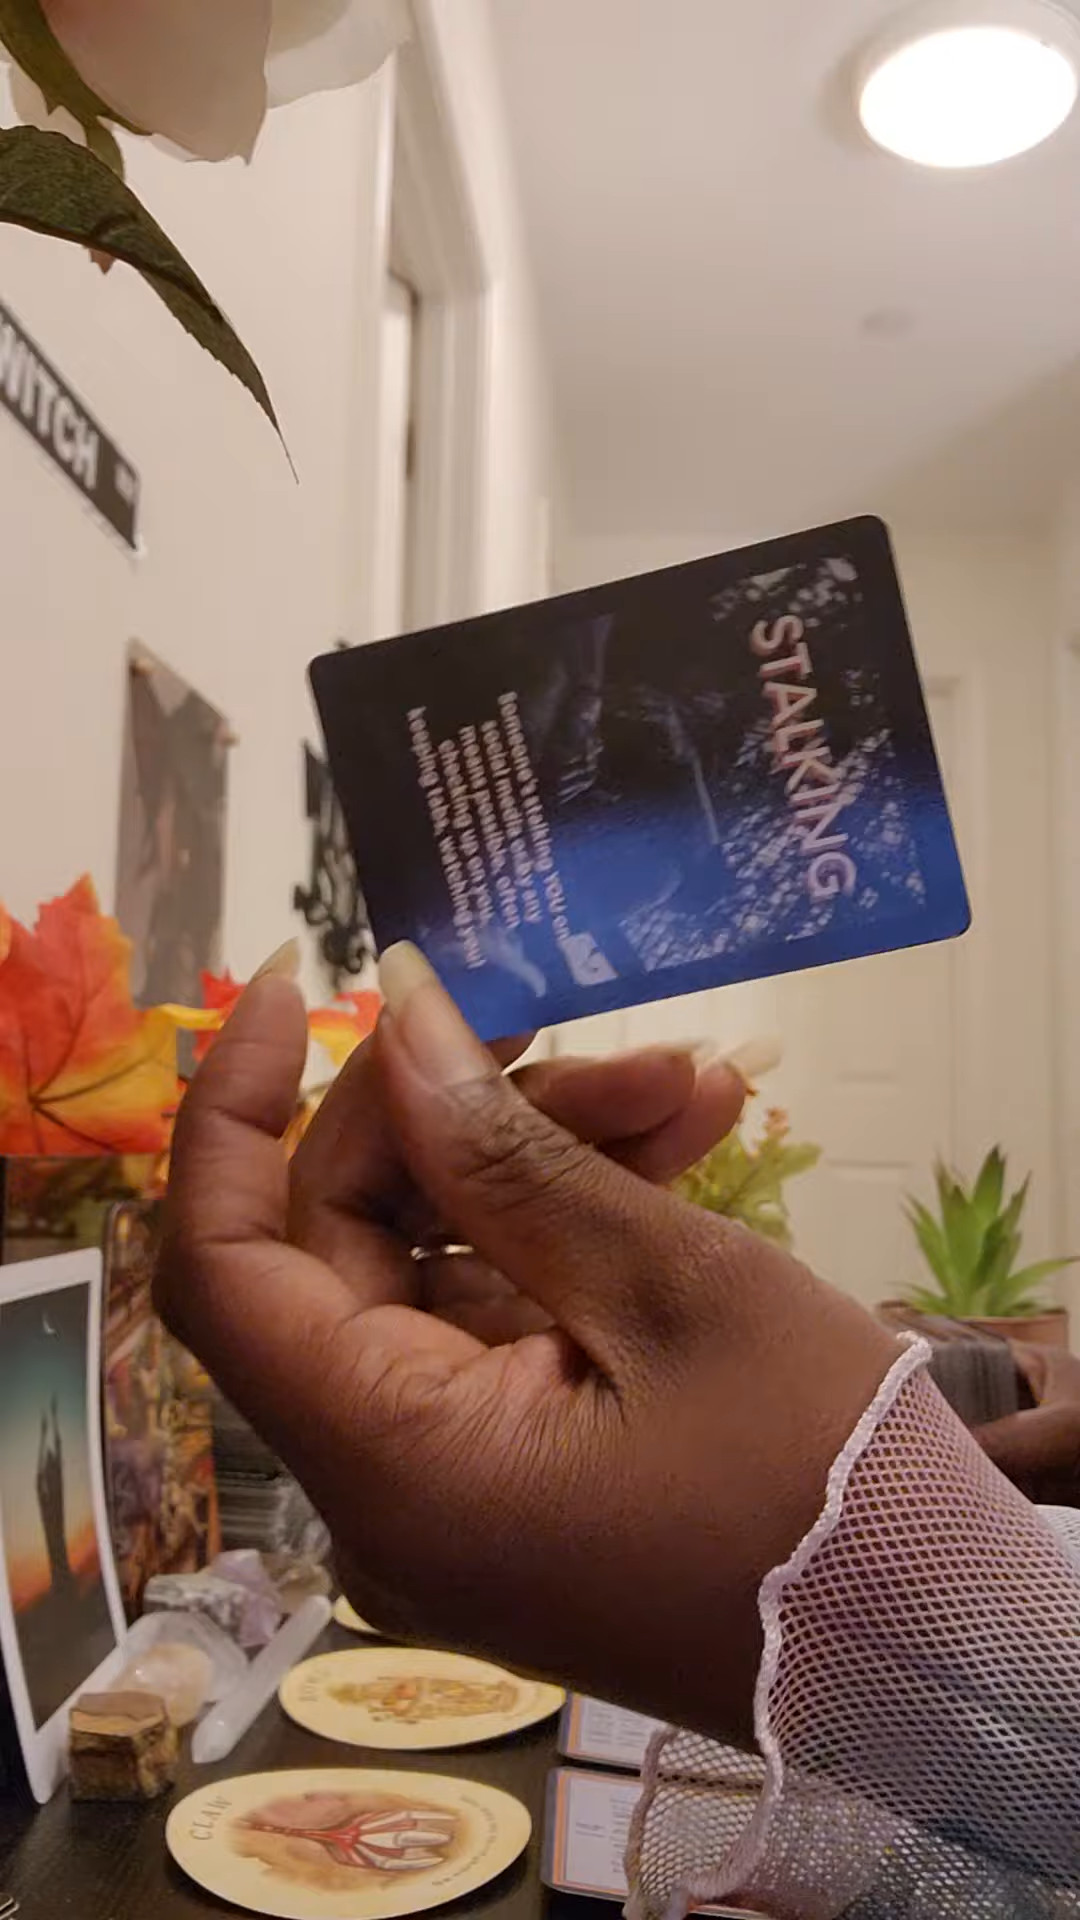 WITCH
STALKING
Someone's stalking you on
social media by any
means possible, often
checking up on you,
keeping tabs, watching you!
CLAW